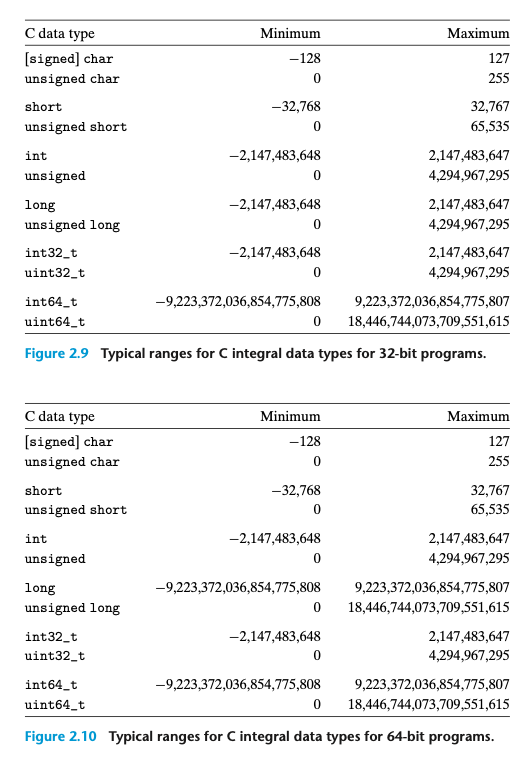 C data type Minimum Maximum
[signed] char −128 127
unsigned char 0 255
short −32,768 32,767
unsigned short 0 65,535
int −2,147,483,648 2,147,483,647
unsigned 0 4,294,967,295
long −2,147,483,648 2,147,483,647
unsigned long 0 4,294,967,295
int32_t −2,147,483,648 2,147,483,647
uint32_t 0 4,294,967,295
int64_t −9,223,372,036,854,775,808 9,223,372,036,854,775,807
uint64_t 0 18,446,744,073,709,551,615
Figure 2.9 Typical ranges for C integral data types for 32-bit programs.
C data type Minimum Maximum
[signed] char −128 127
unsigned char 0 255
short −32,768 32,767
unsigned short 0 65,535
int −2,147,483,648 2,147,483,647
unsigned 0 4,294,967,295
long −9,223,372,036,854,775,808 9,223,372,036,854,775,807
unsigned long 0 18,446,744,073,709,551,615
int32_t −2,147,483,648 2,147,483,647
uint32_t 0 4,294,967,295
int64_t −9,223,372,036,854,775,808 9,223,372,036,854,775,807
uint64_t 0 18,446,744,073,709,551,615
Figure 2.10 Typical ranges for C integral data types for 64-bit programs.